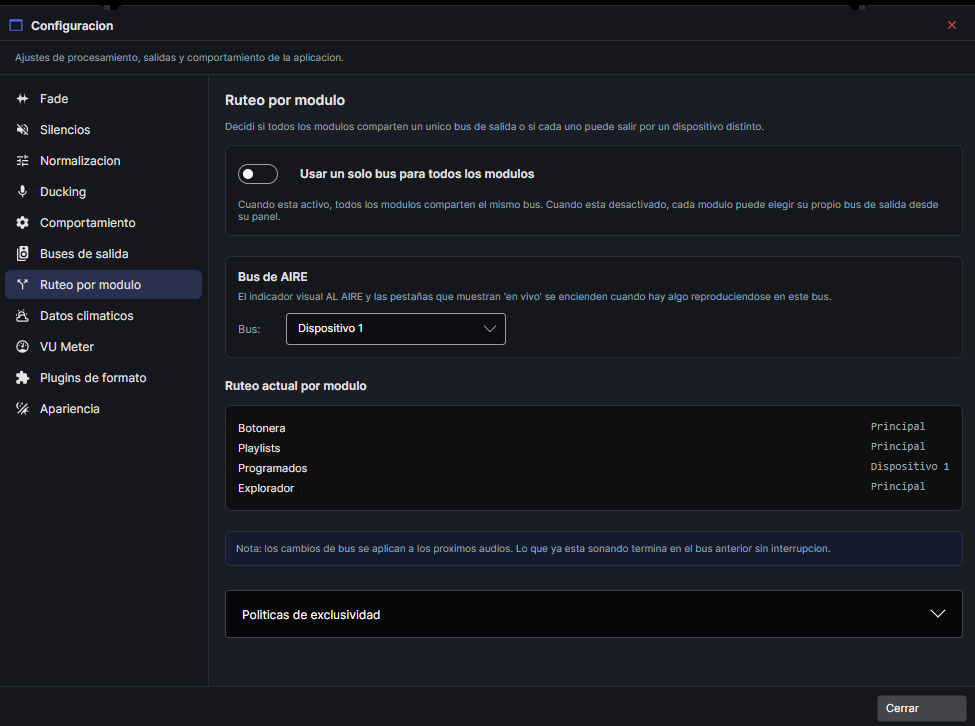 Configuracion
Ajustes de procesamiento, salidas y comportamiento de la aplicacion.
Fade
Silencios
Normalizacion
Ducking
Comportamiento
Buses de salida
Ruteo por modulo
Datos climaticos
VU Meter
Plugins de formato
Apariencia
Ruteo por modulo
Decidi si todos los modulos comparten un unico bus de salida o si cada uno puede salir por un dispositivo distinto.
Usar un solo bus para todos los modulos
Cuando esta activo, todos los modulos comparten el mismo bus. Cuando esta desactivado, cada modulo puede elegir su propio bus de salida desde
su panel.
Bus de AIRE
El indicador visual AL AIRE y las pestañas que muestran 'en vivo' se encienden cuando hay algo reproduciendose en este bus.
Bus: Dispositivo 1
Ruteo actual por modulo
Botonera Principal
Playlists Principal
Programados Dispositivo 1
Explorador Principal
Nota: los cambios de bus se aplican a los proximos audios. Lo que ya esta sonando termina en el bus anterior sin interrupcion.
Politicas de exclusividad
Cerrar